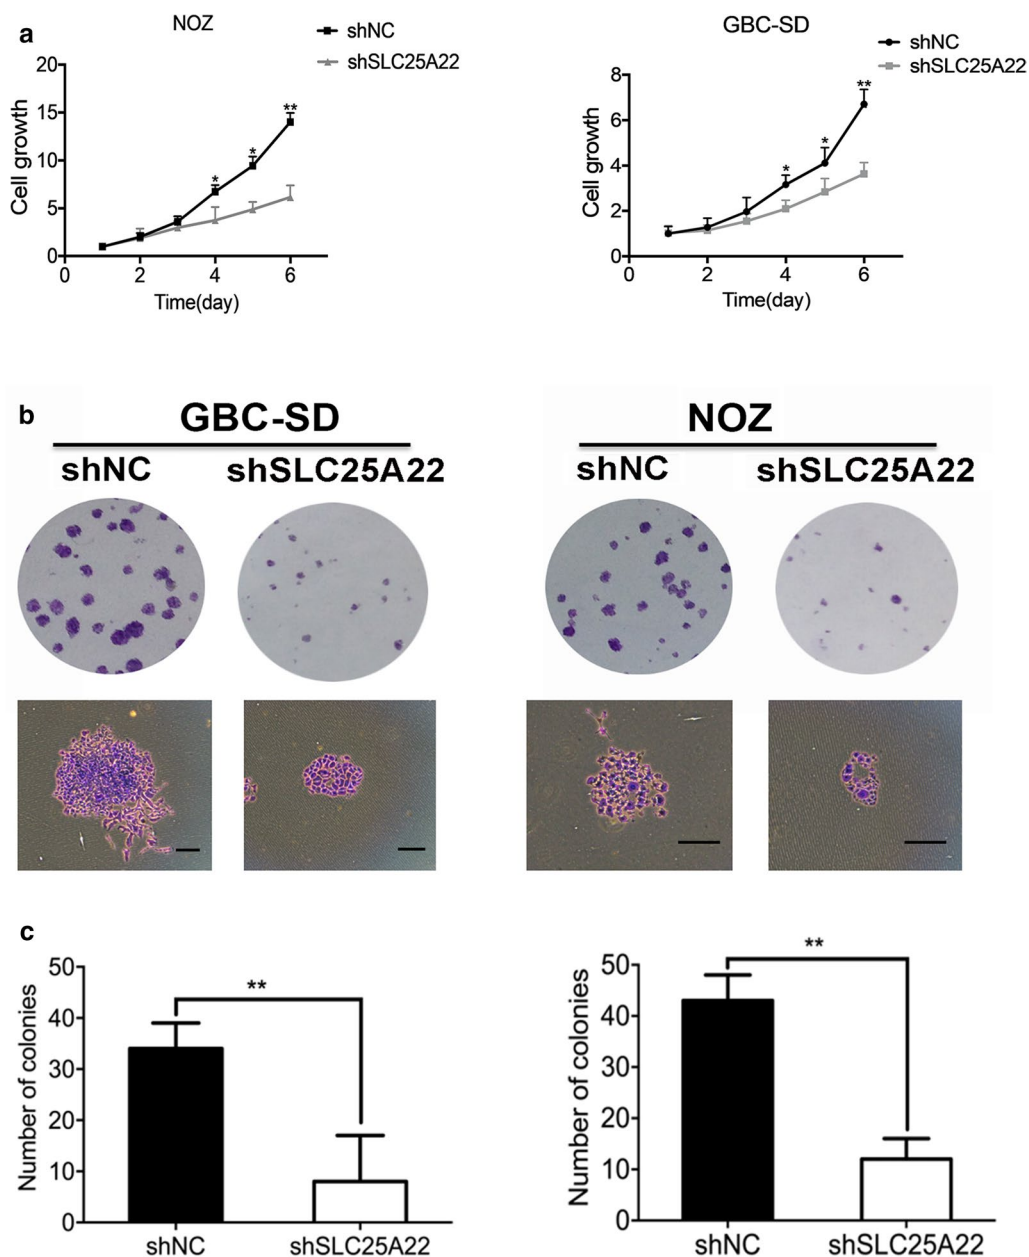 a
NOZ
shNC
shSLC25A22
20
15
10
5
0
Cell growth
0 2 4 6
Time(day)
*
*
**
GBC-SD
shNC
shSLC25A22
8
6
4
2
0
Cell growth
0 2 4 6
Time(day)
*
*
**
b
GBC-SD
shNC shSLC25A22
NOZ
shNC shSLC25A22
c
50
40
30
20
10
0
Number of colonies
**
shNC shSLC25A22
50
40
30
20
10
0
Number of colonies
**
shNC shSLC25A22